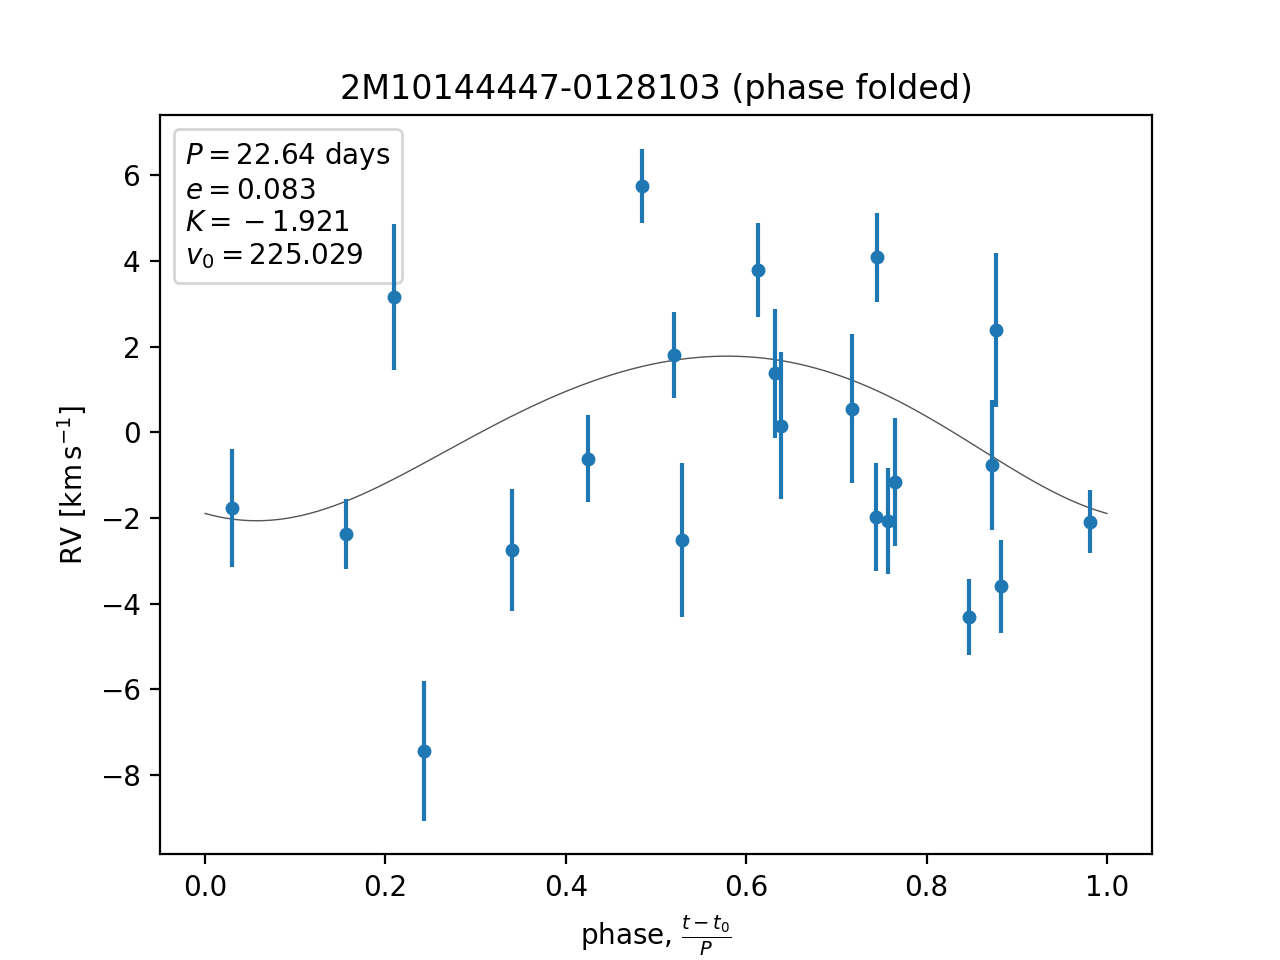 2M10144447-0128103 (phase folded)
P = 22.64 days
e = 0.083
K = −1.921
v₀ = 225.029
RV [km s⁻¹]
6
4
2
0
−2
−4
−6
−8
0.0 0.2 0.4 0.6 0.8 1.0
phase, (t − t₀)/P